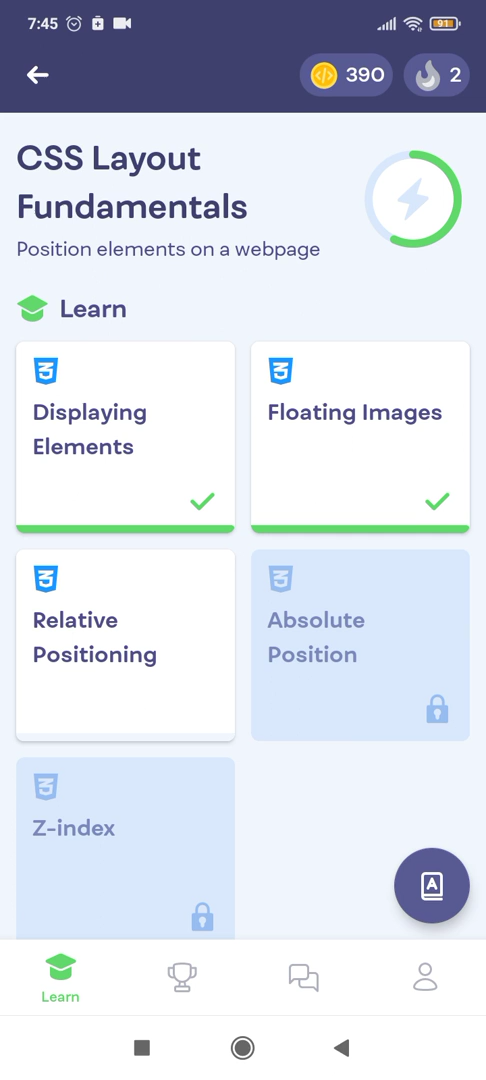 7:45
91
390
2
CSS Layout
Fundamentals
Position elements on a webpage
Learn
Displaying
Elements
Floating Images
Relative
Positioning
Absolute
Position
Z-index
A
Learn